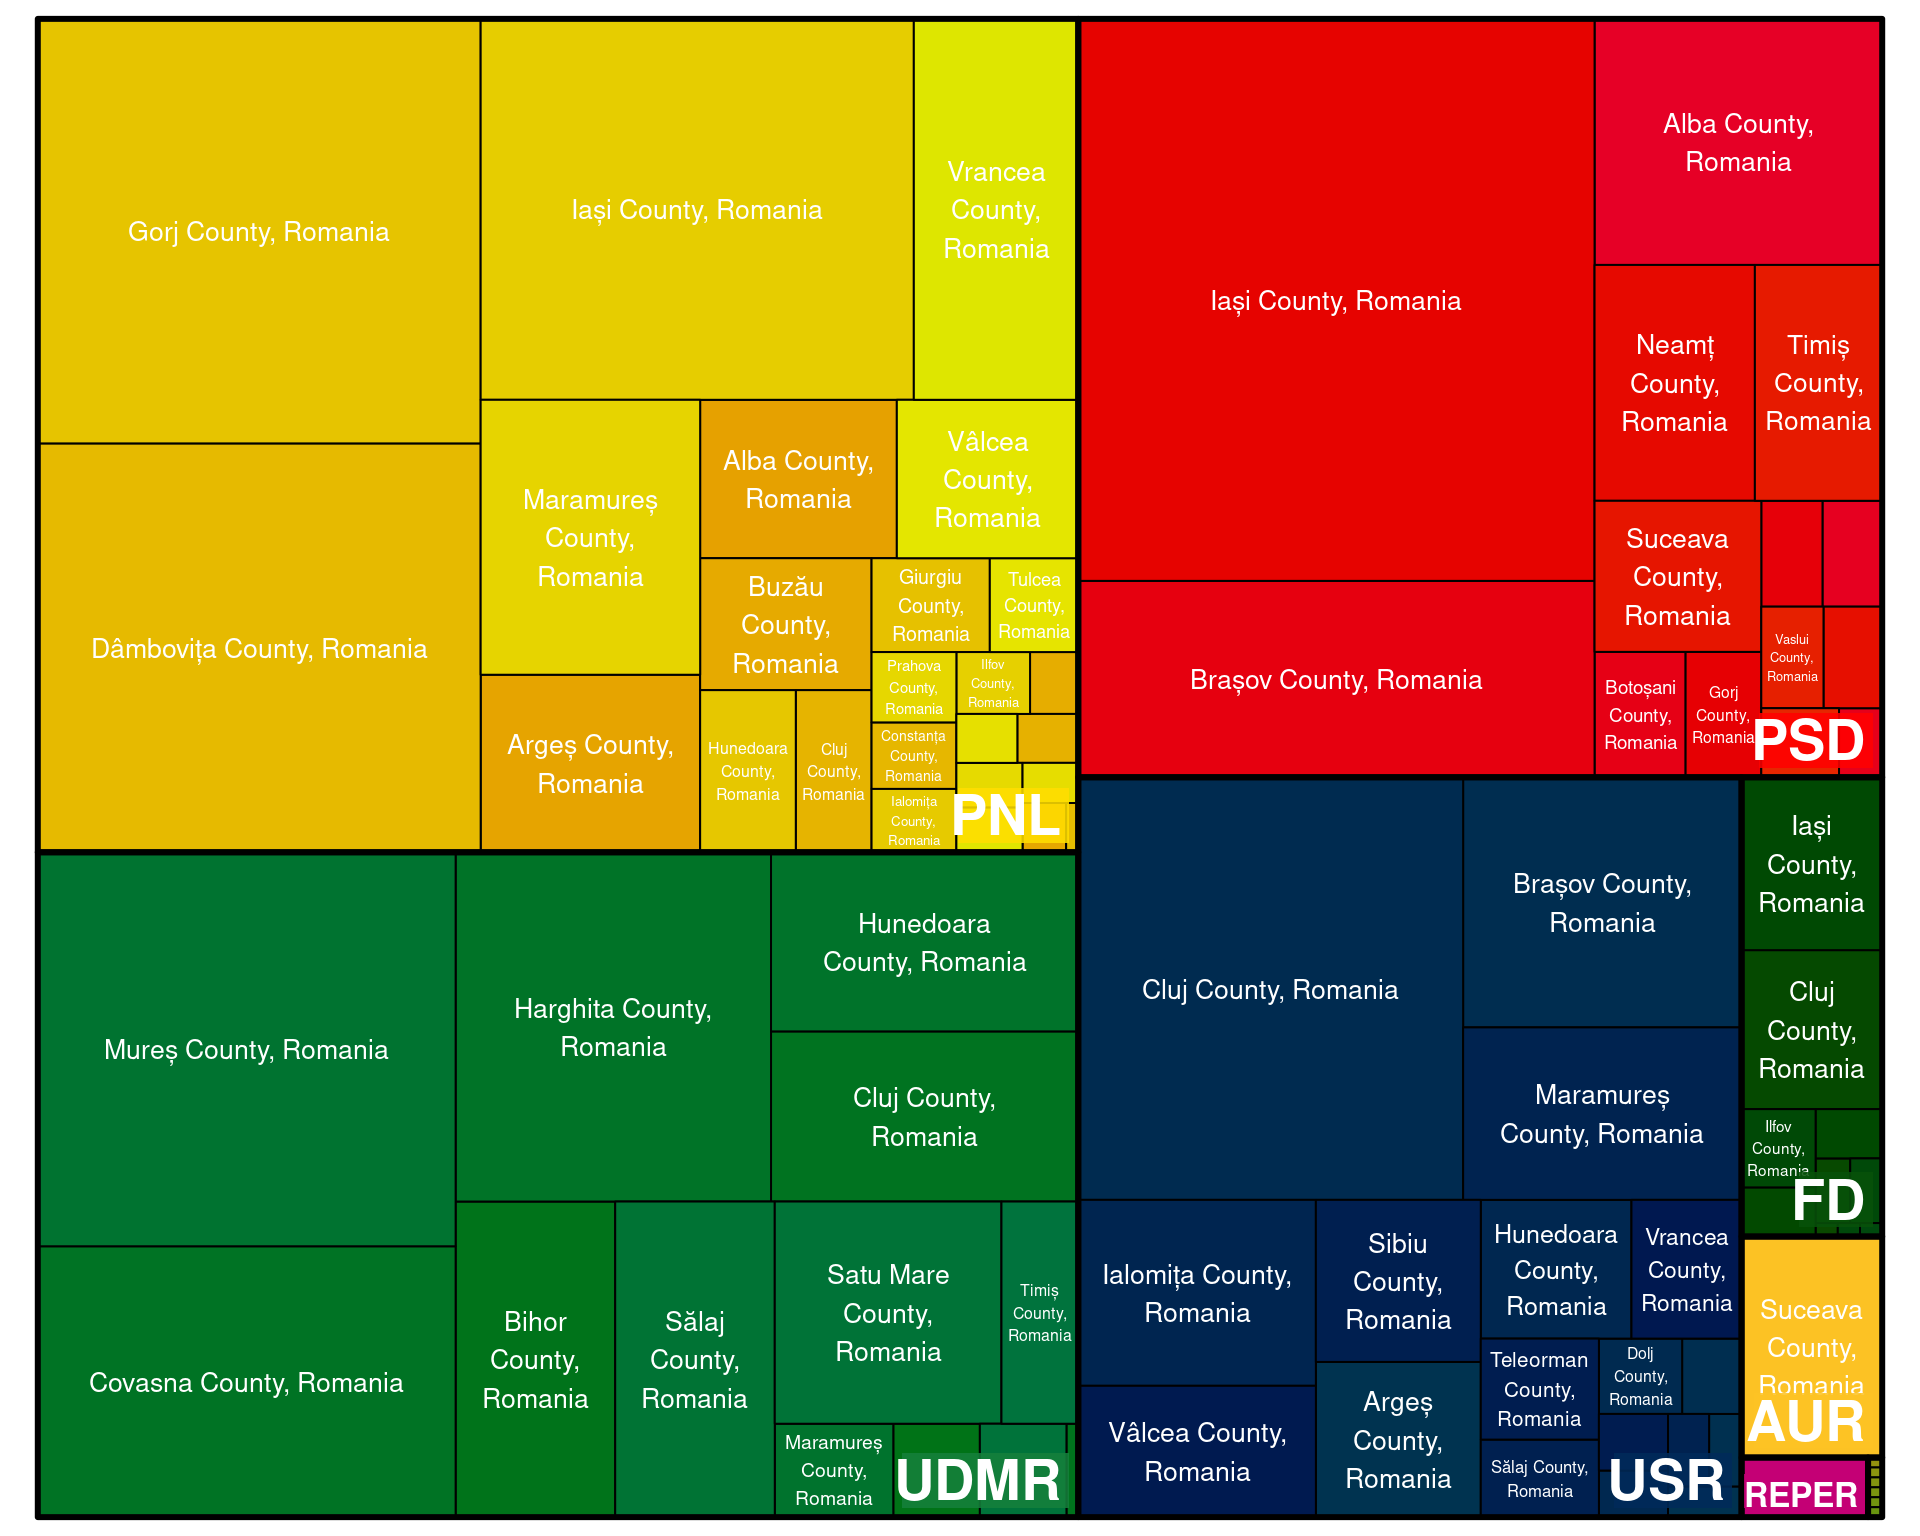 Gorj County, Romania
Iași County, Romania
Vrancea
County,
Romania
Dâmbovița County, Romania
Maramureș
County,
Romania
Alba County,
Romania
Vâlcea
County,
Romania
Argeș County,
Romania
Buzău
County,
Romania
Giurgiu
County,
Romania
Tulcea
County,
Romania
Hunedoara
County,
Romania
Cluj
County,
Romania
Prahova
County,
Romania
Ilfov
County,
Romania
Constanța
County,
Romania
Ialomița
County,
Romania
PNL
Iași County, Romania
Alba County,
Romania
Neamț
County,
Romania
Timiș
County,
Romania
Brașov County, Romania
Suceava
County,
Romania
Vaslui
County,
Romania
Botoșani
County,
Romania
Gorj
County,
Romania
PSD
Mureș County, Romania
Harghita County,
Romania
Hunedoara
County, Romania
Cluj County,
Romania
Covasna County, Romania
Bihor
County,
Romania
Sălaj
County,
Romania
Satu Mare
County,
Romania
Timiș
County,
Romania
Maramureș
County,
Romania
UDMR
Cluj County, Romania
Brașov County,
Romania
Maramureș
County, Romania
Ialomița County,
Romania
Sibiu
County,
Romania
Hunedoara
County,
Romania
Vrancea
County,
Romania
Vâlcea County,
Romania
Argeș
County,
Romania
Teleorman
County,
Romania
Dolj
County,
Romania
Sălaj County,
Romania
USR
Iași
County,
Romania
Cluj
County,
Romania
Ilfov
County,
Romania
FD
Suceava
County,
Romania
AUR
REPER